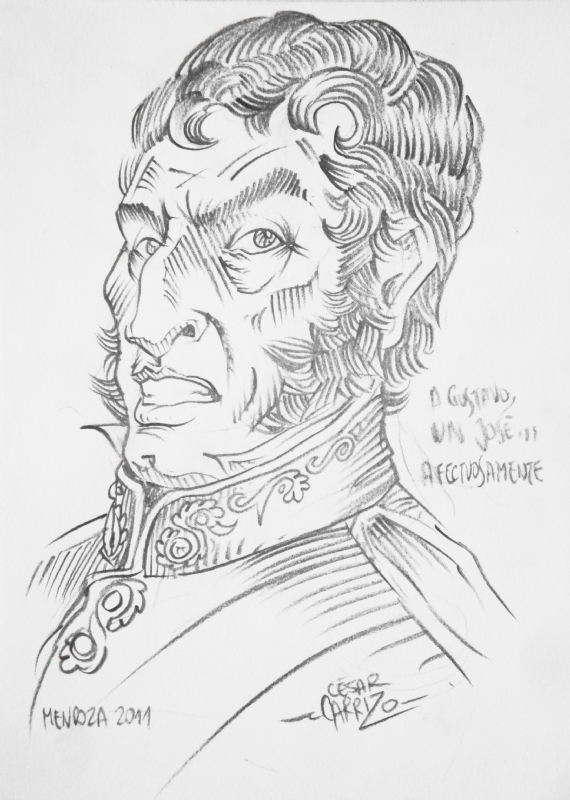 A GUSTAVO,
UN JOSÉ...
AFECTUOSAMENTE
CÉSAR
CARRIZO
MENDOZA 2011